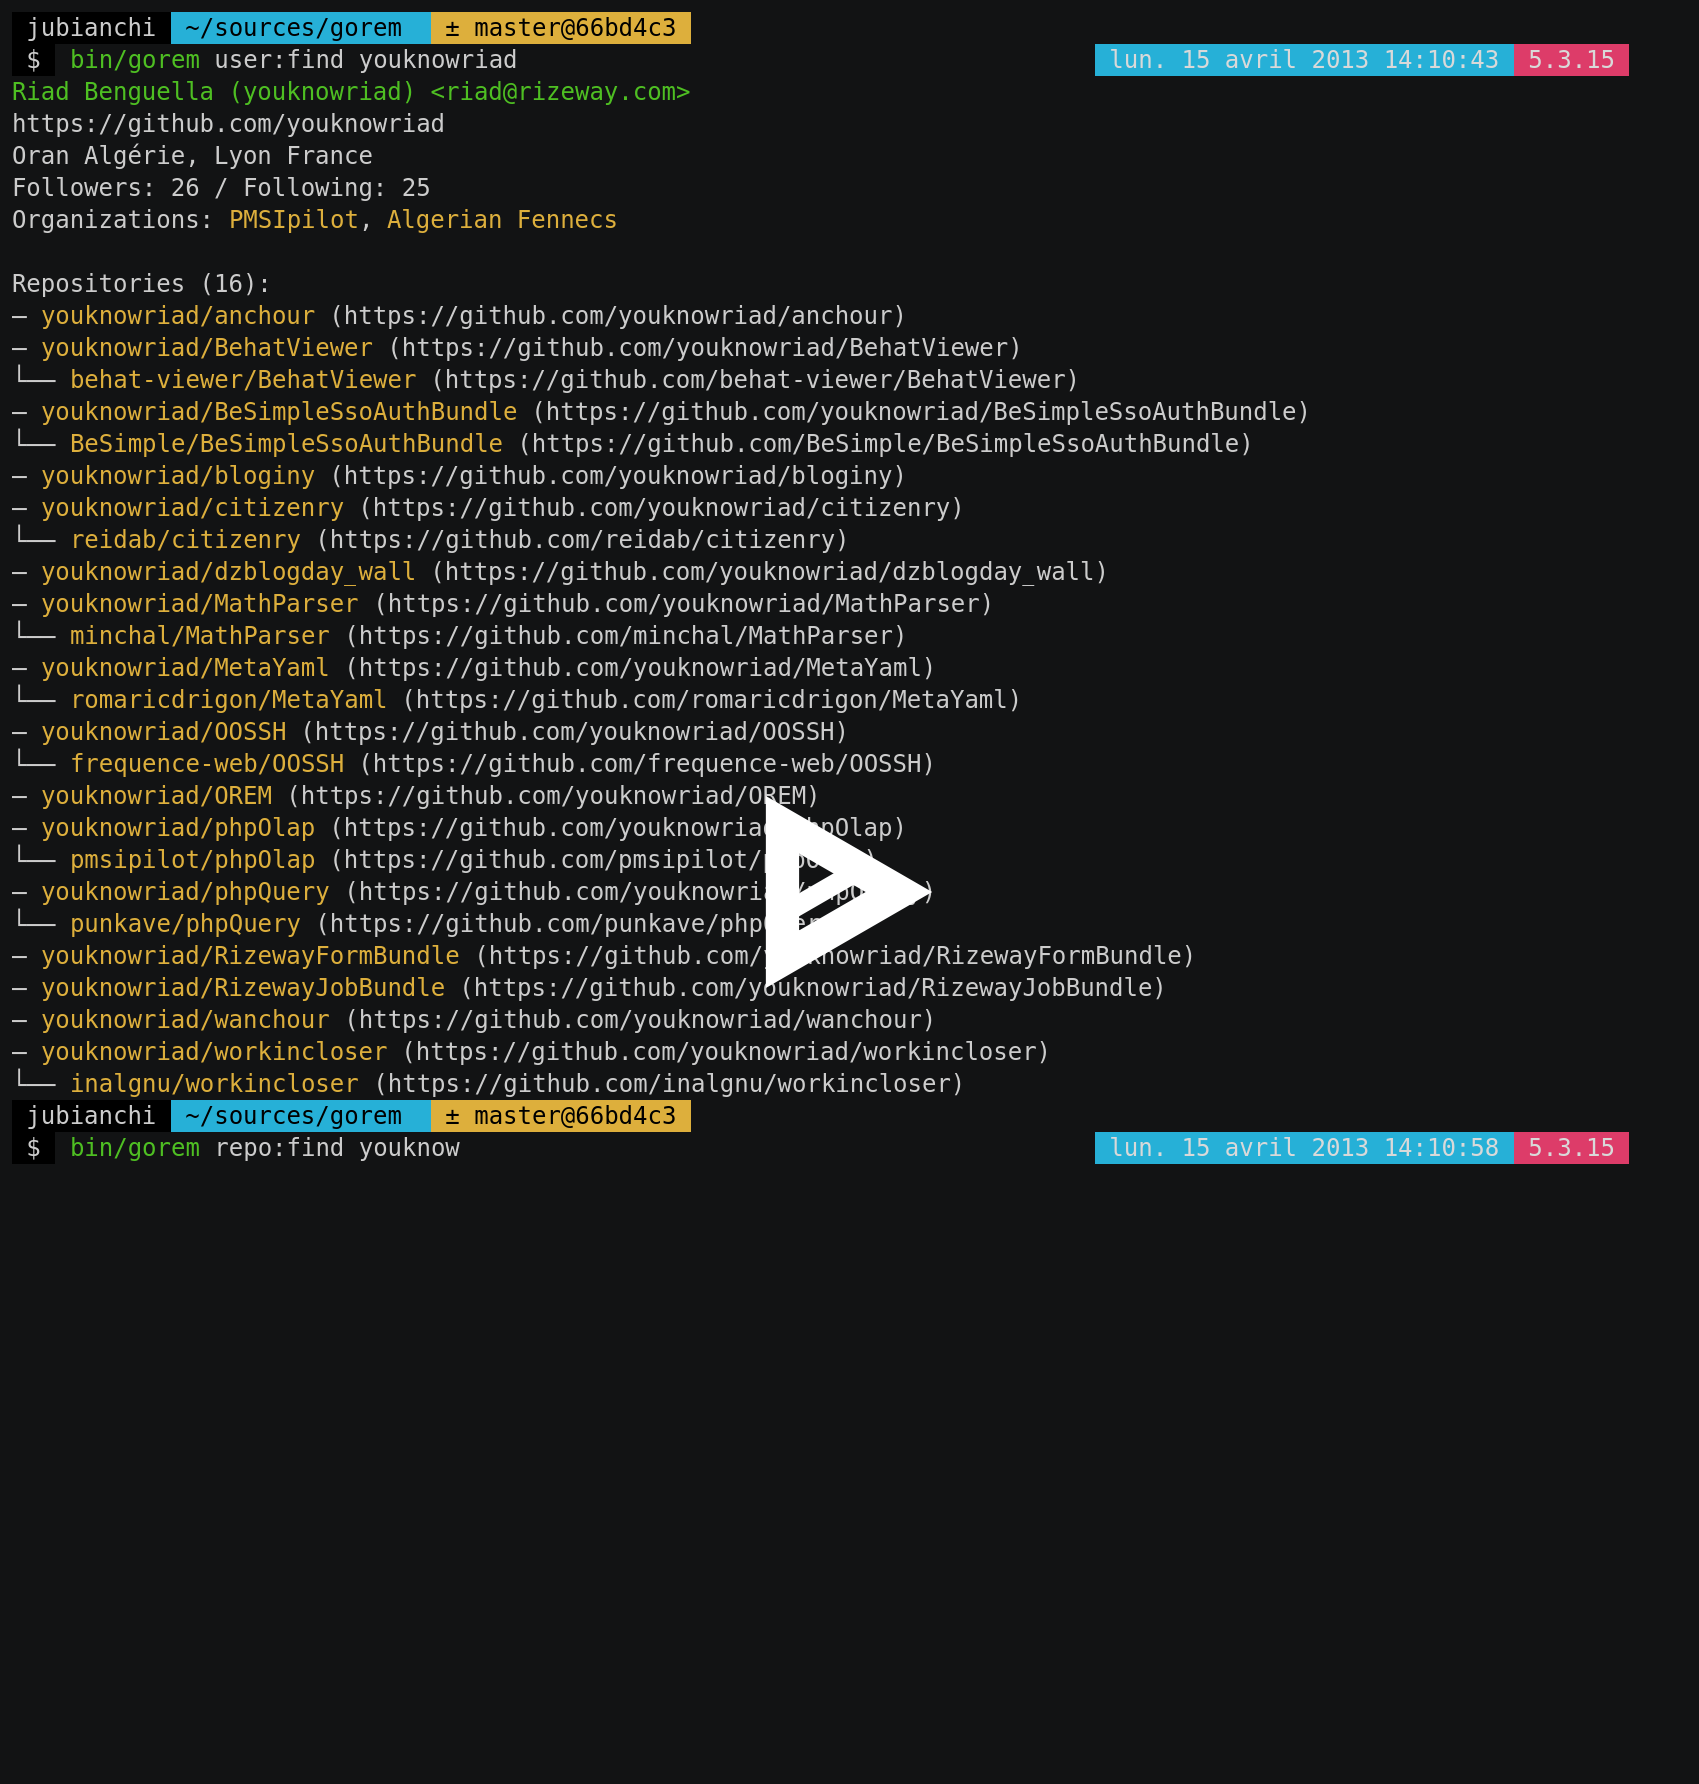 jubianchi ~/sources/gorem ± master@66bd4c3
$ bin/gorem user:find youknowriad lun. 15 avril 2013 14:10:43 5.3.15
Riad Benguella (youknowriad) <riad@rizeway.com>
https://github.com/youknowriad
Oran Algérie, Lyon France
Followers: 26 / Following: 25
Organizations: PMSIpilot, Algerian Fennecs
Repositories (16):
— youknowriad/anchour (https://github.com/youknowriad/anchour)
— youknowriad/BehatViewer (https://github.com/youknowriad/BehatViewer)
└── behat-viewer/BehatViewer (https://github.com/behat-viewer/BehatViewer)
— youknowriad/BeSimpleSsoAuthBundle (https://github.com/youknowriad/BeSimpleSsoAuthBundle)
└── BeSimple/BeSimpleSsoAuthBundle (https://github.com/BeSimple/BeSimpleSsoAuthBundle)
— youknowriad/bloginy (https://github.com/youknowriad/bloginy)
— youknowriad/citizenry (https://github.com/youknowriad/citizenry)
└── reidab/citizenry (https://github.com/reidab/citizenry)
— youknowriad/dzblogday_wall (https://github.com/youknowriad/dzblogday_wall)
— youknowriad/MathParser (https://github.com/youknowriad/MathParser)
└── minchal/MathParser (https://github.com/minchal/MathParser)
— youknowriad/MetaYaml (https://github.com/youknowriad/MetaYaml)
└── romaricdrigon/MetaYaml (https://github.com/romaricdrigon/MetaYaml)
— youknowriad/OOSSH (https://github.com/youknowriad/OOSSH)
└── frequence-web/OOSSH (https://github.com/frequence-web/OOSSH)
— youknowriad/OREM (https://github.com/youknowriad/OREM)
— youknowriad/phpOlap (https://github.com/youknowriad/phpOlap)
└── pmsipilot/phpOlap (https://github.com/pmsipilot/phpOlap)
— youknowriad/phpQuery (https://github.com/youknowriad/phpQuery)
└── punkave/phpQuery (https://github.com/punkave/phpQuery)
— youknowriad/RizewayFormBundle (https://github.com/youknowriad/RizewayFormBundle)
— youknowriad/RizewayJobBundle (https://github.com/youknowriad/RizewayJobBundle)
— youknowriad/wanchour (https://github.com/youknowriad/wanchour)
— youknowriad/workincloser (https://github.com/youknowriad/workincloser)
└── inalgnu/workincloser (https://github.com/inalgnu/workincloser)
jubianchi ~/sources/gorem ± master@66bd4c3
$ bin/gorem repo:find youknow lun. 15 avril 2013 14:10:58 5.3.15